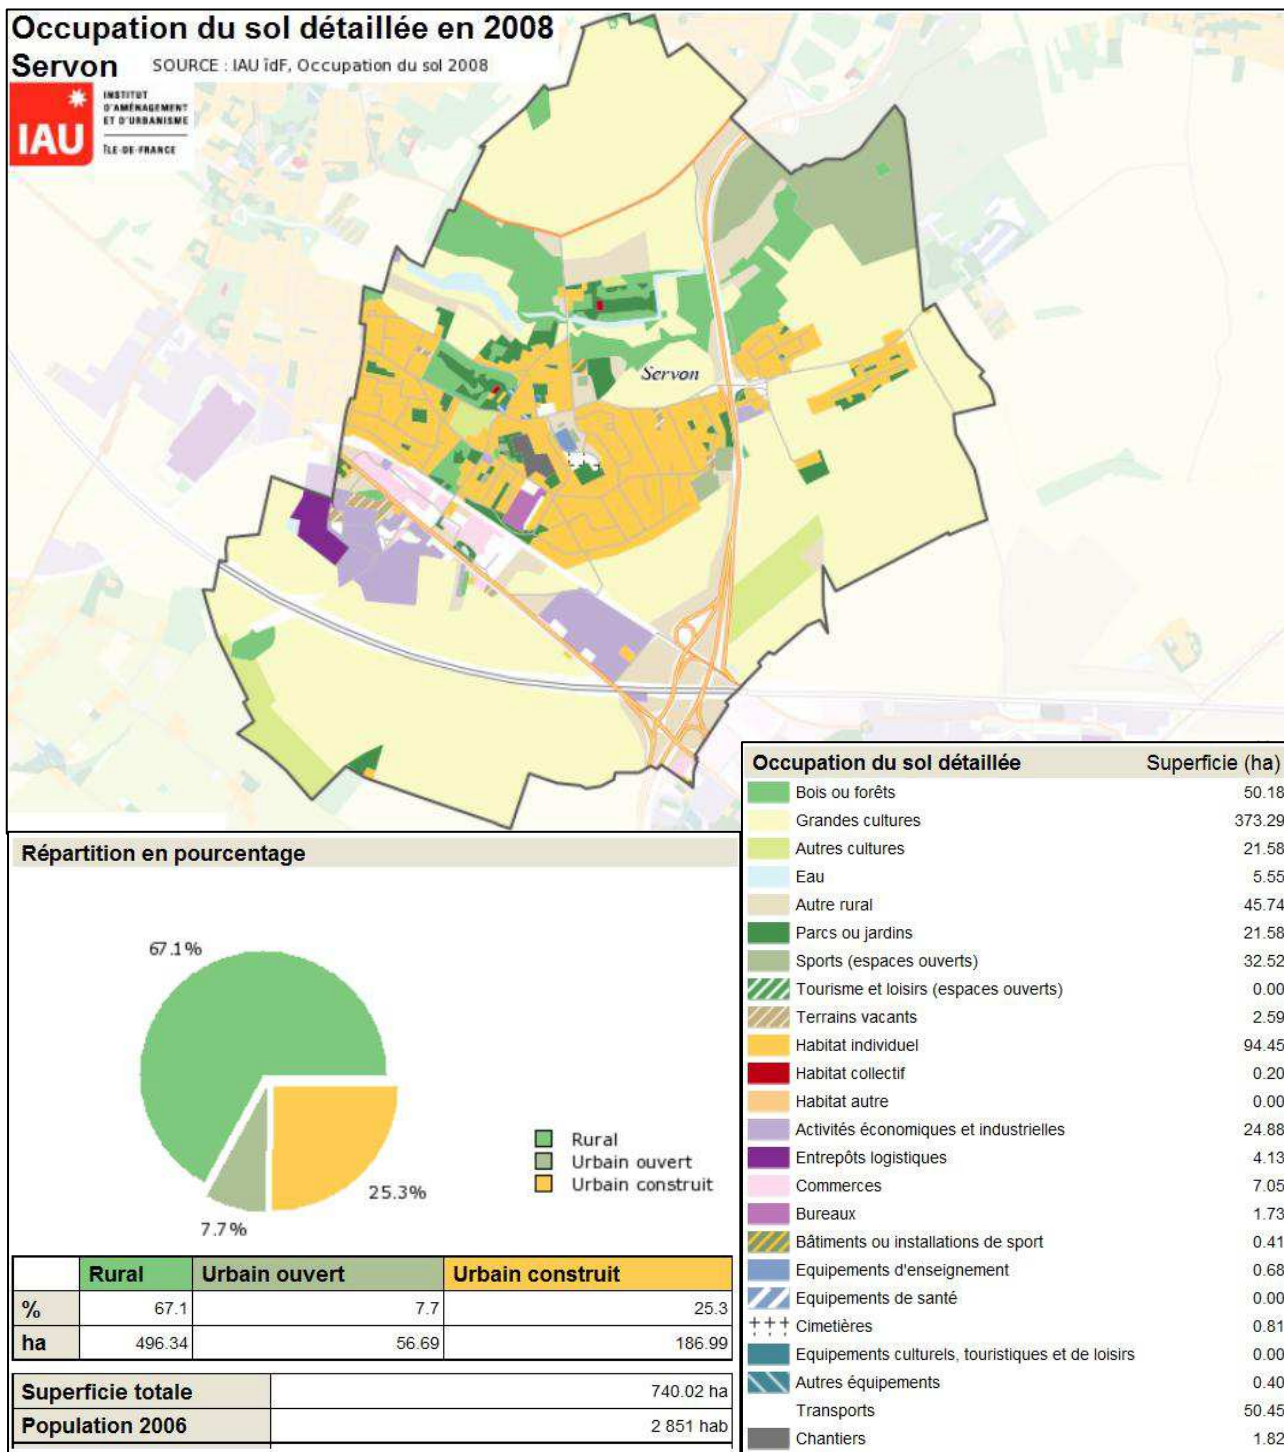 Occupation du sol détaillée en 2008
Servon SOURCE : IAU îdF, Occupation du sol 2008
IAU
INSTITUT
D'AMÉNAGEMENT
ET D'URBANISME
ÎLE-DE-FRANCE
Servon
Occupation du sol détaillée Superficie (ha)
Bois ou forêts 50.18
Grandes cultures 373.29
Autres cultures 21.58
Eau 5.55
Autre rural 45.74
Parcs ou jardins 21.58
Sports (espaces ouverts) 32.52
Tourisme et loisirs (espaces ouverts) 0.00
Terrains vacants 2.59
Habitat individuel 94.45
Habitat collectif 0.20
Habitat autre 0.00
Activités économiques et industrielles 24.88
Entrepôts logistiques 4.13
Commerces 7.05
Bureaux 1.73
Bâtiments ou installations de sport 0.41
Equipements d'enseignement 0.68
Equipements de santé 0.00
Cimetières 0.81
Equipements culturels, touristiques et de loisirs 0.00
Autres équipements 0.40
Transports 50.45
Chantiers 1.82
Répartition en pourcentage
67.1%
Rural
Urbain ouvert
Urbain construit
25.3%
7.7%
Rural Urbain ouvert Urbain construit
% 67.1 7.7 25.3
ha 496.34 56.69 186.99
Superficie totale 740.02 ha
Population 2006 2 851 hab